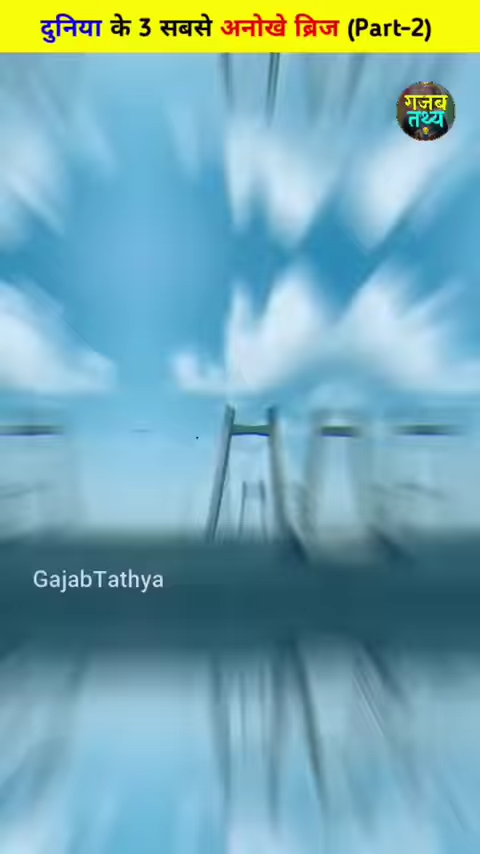 दुनिया के 3 सबसे अनोखे ब्रिज (Part-2)
गजब
तथ्य
GajabTathya